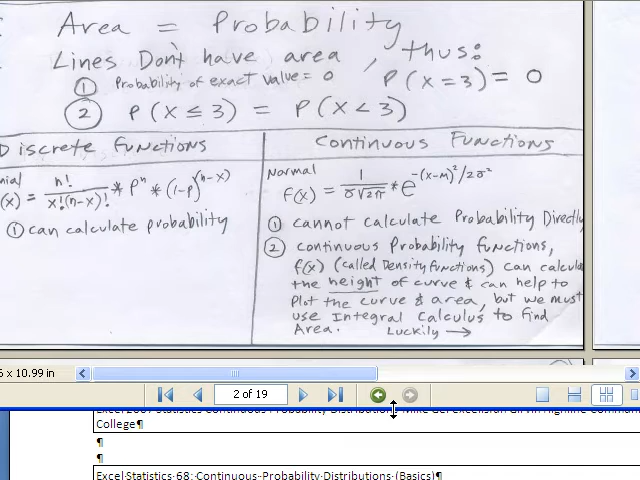 Area = Probability
Lines Don't have area, thus:
① Probability of exact value = 0
P(X=3) = 0
② P(X ≤ 3) = P(X < 3)
Discrete Functions
(x) = n!/x!(n-x)! * p^n * (1-p)^(n-x)
① can calculate probability
Continuous Functions
Normal
f(x) = 1/σ√2π * e^-(x-μ)²/2σ²
① cannot calculate Probability Directly
② continuous Probability functions,
f(x) (called Density functions) can calculate
the height of curve & can help to
Plot the curve & area, but we must
use Integral Calculus to find
Area. Luckily →
x 10.99 in
2 of 19
College¶
¶
¶
Excel·Statistics·68:·Continuous·Probability·Distributions·(Basics)¶